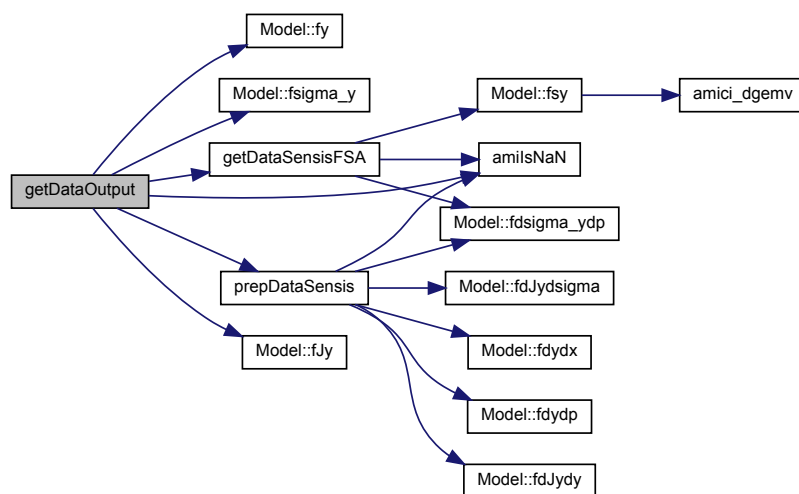 Model::fy
Model::fsigma_y
Model::fsy
amici_dgemv
getDataSensisFSA
amiIsNaN
getDataOutput
Model::fdsigma_ydp
prepDataSensis
Model::fdJydsigma
Model::fJy
Model::fdydx
Model::fdydp
Model::fdJydy